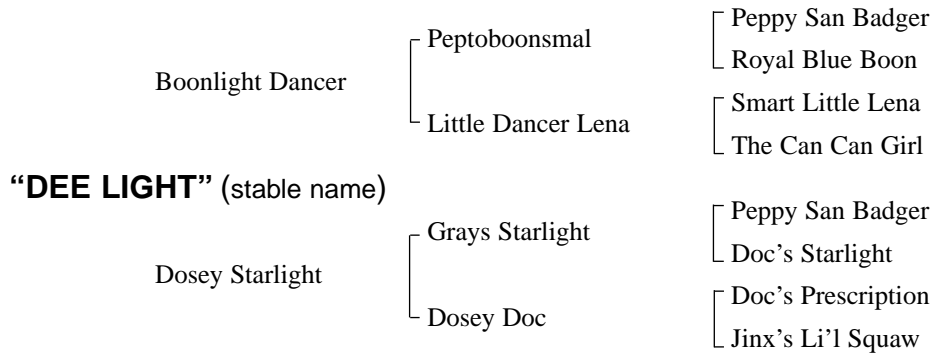 Peppy San Badger
Peptoboonsmal
Royal Blue Boon
Boonlight Dancer
Smart Little Lena
Little Dancer Lena
The Can Can Girl
“DEE LIGHT” (stable name)
Peppy San Badger
Grays Starlight
Doc’s Starlight
Dosey Starlight
Doc’s Prescription
Dosey Doc
Jinx’s Li’l Squaw